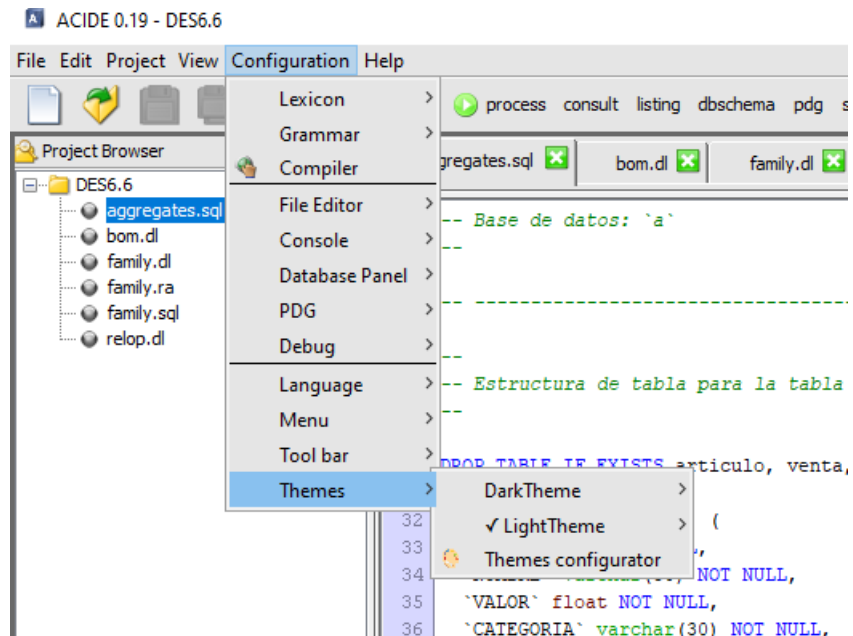 ACIDE 0.19 - DES6.6
File Edit Project View Configuration Help
process consult listing dbschema pdg s
Project Browser
DES6.6
aggregates.sql
bom.dl
family.dl
family.ra
family.sql
relop.dl
Lexicon
Grammar
Compiler
File Editor
Console
Database Panel
PDG
Debug
Language
Menu
Tool bar
Themes
DarkTheme
✓ LightTheme
Themes configurator
gregates.sql bom.dl family.dl
-- Base de datos: `a`
--
-- ----------------------------------
--
-- Estructura de tabla para la tabla
--
DROP TABLE IF EXISTS articulo, venta,
32 (
33
34 NOT NULL,
35 `VALOR` float NOT NULL,
36 `CATEGORIA` varchar(30) NOT NULL,